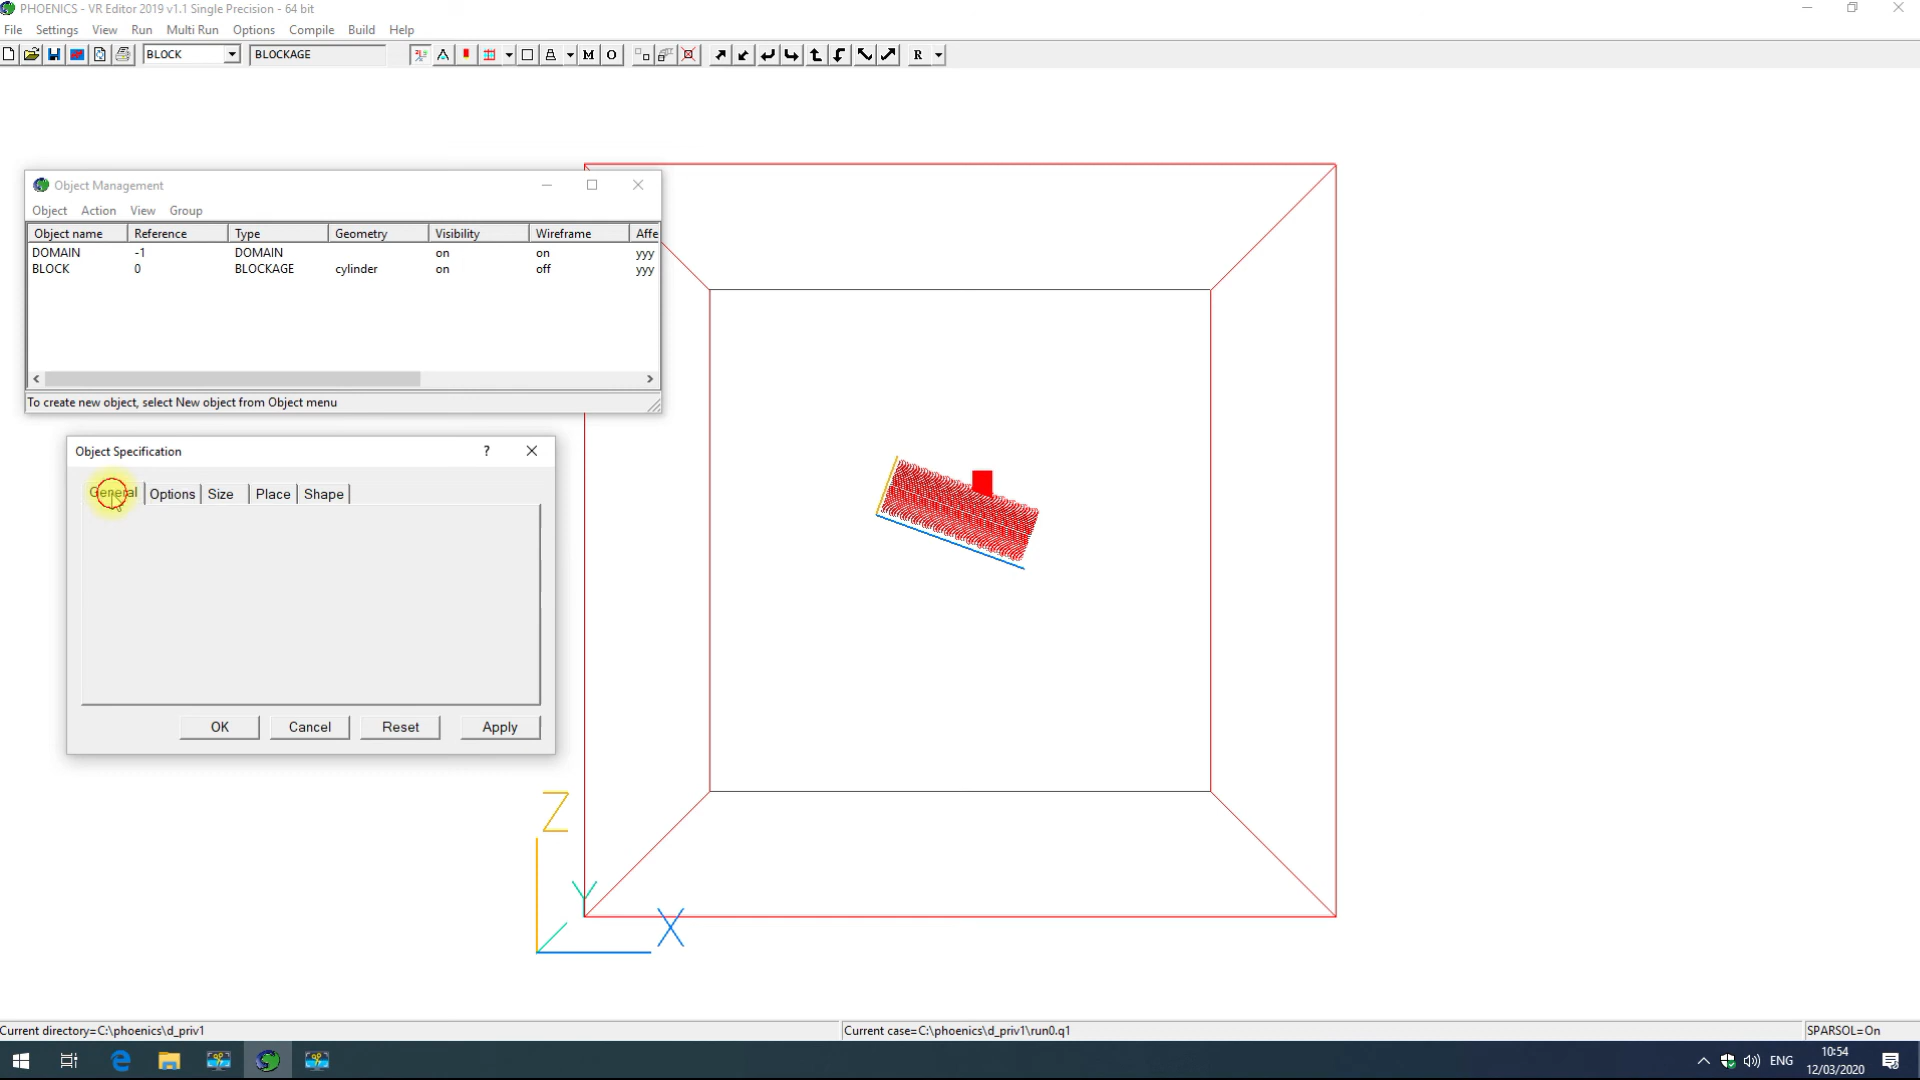 PHOENICS - VR Editor 2019 v1.1 Single Precision - 64 bit
File Settings View Run Multi Run Options Compile Build Help
BLOCK BLOCKAGE M O R
Object Management
Object Action View Group
Object name Reference Type Geometry Visibility Wireframe Affe
DOMAIN -1 DOMAIN on on yyy
BLOCK 0 BLOCKAGE cylinder on off yyy
To create new object, select New object from Object menu
Object Specification ?
General Options Size Place Shape
OK Cancel Reset Apply
Z
Y
X
Current directory=C:\phoenics\d_priv1 Current case=C:\phoenics\d_priv1\run0.q1 SPARSOL=On
ENG 10:54
12/03/2020